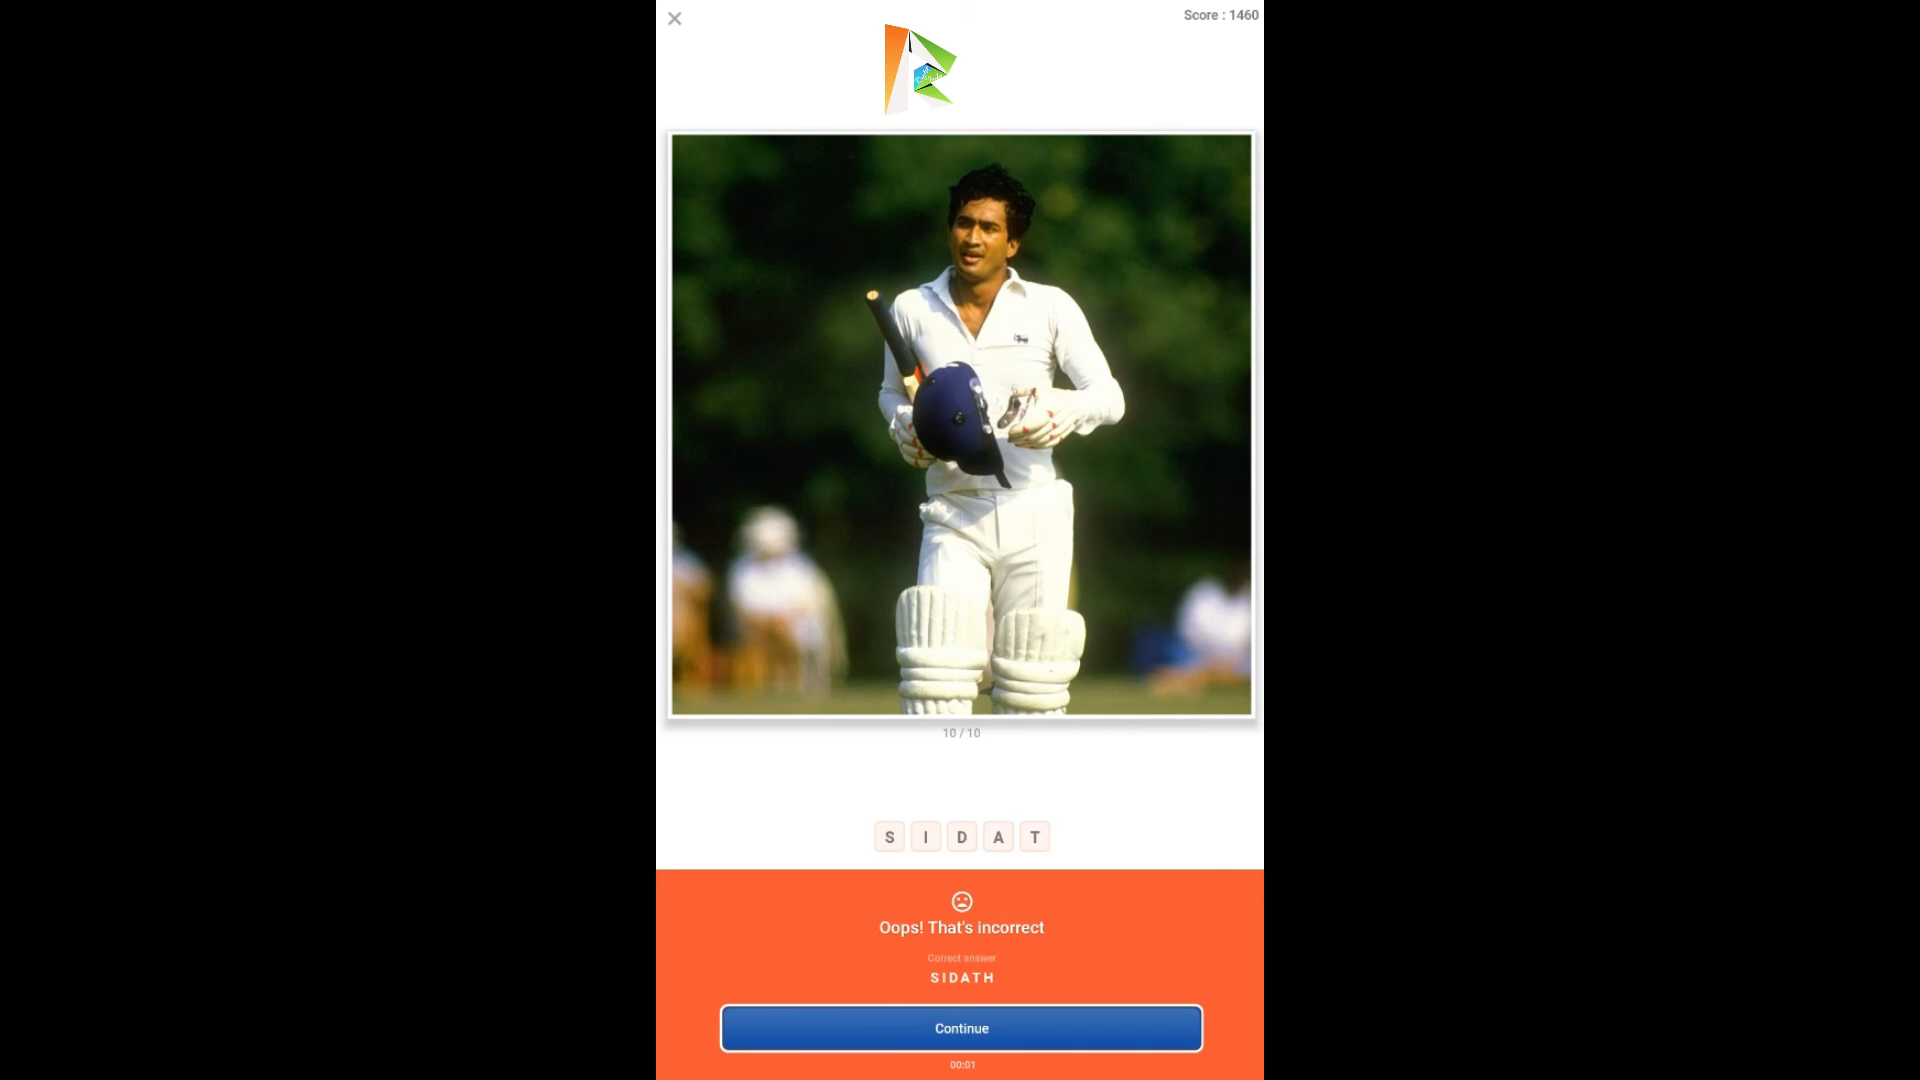 Score : 1460
10 / 10
S I D A T
Oops! That's incorrect
Correct answer
SIDATH
Continue
00:01